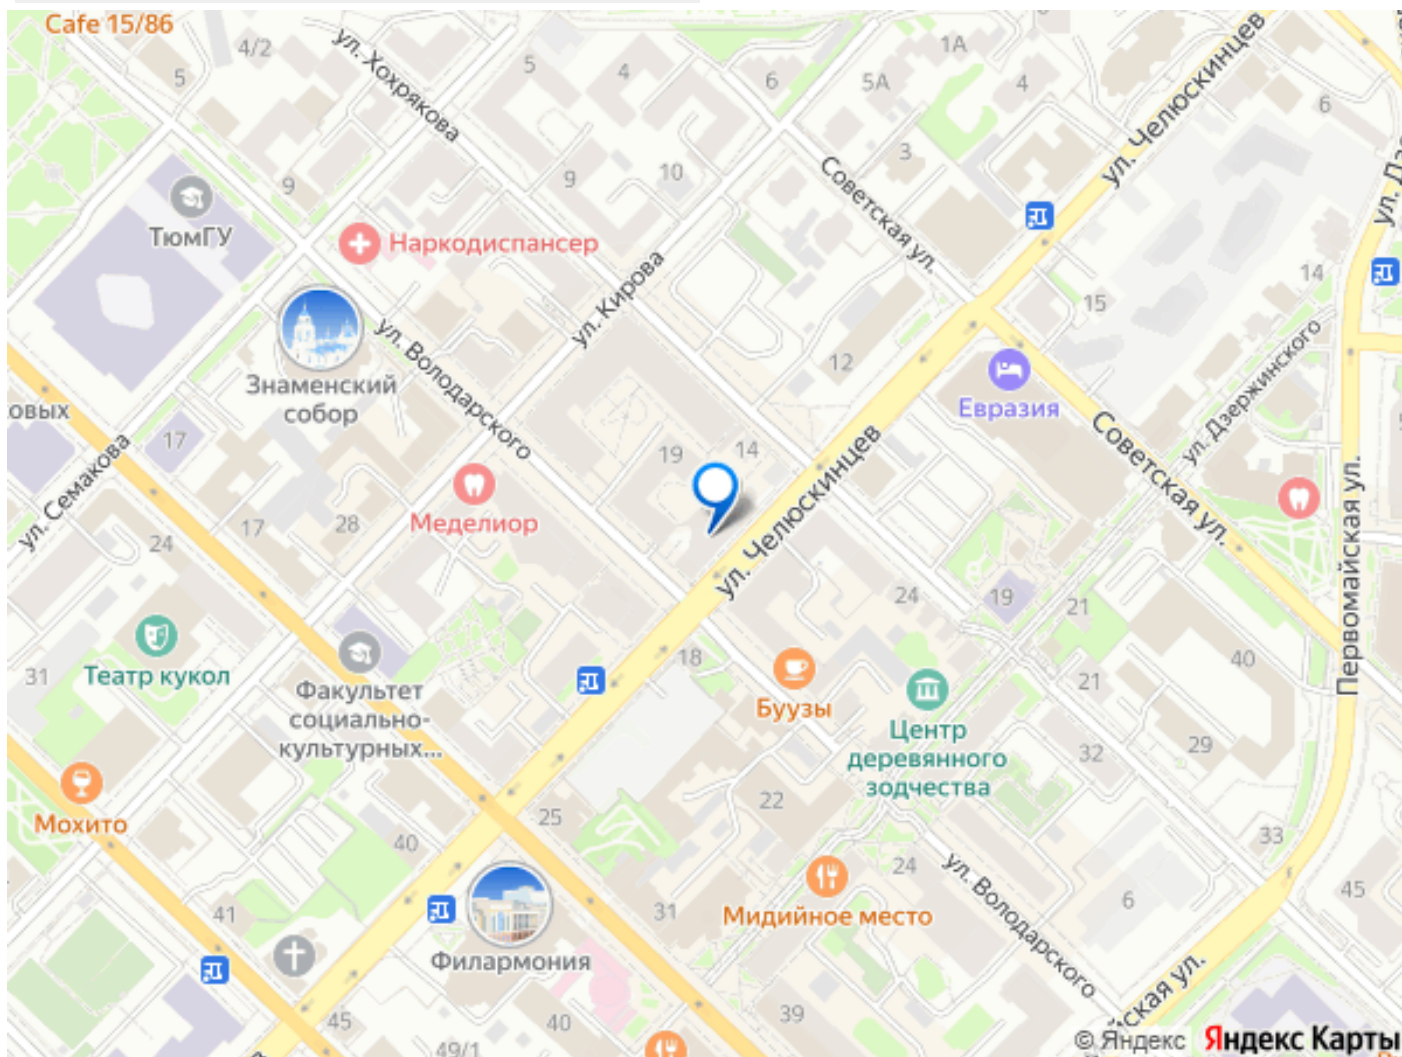 Cafe 15/86
4/2
5
ул. Хохрякова
5
4
6
1А
5А
4
6
ул. Челюскинцев
3
10
9
9
Советская ул.
ТюмГУ
Наркодиспансер
ул. Кирова
14
15
12
ул. Володарского
Знаменский
собор
Евразия
ул. Дзержинского
овых
17
ул. Семакова
19
14
ул. Челюскинцев
Советская ул.
Первомайская ул.
Меделиор
17
28
24
24
19
21
18
Театр кукол
31
Факультет
социально-
культурных...
Буузы
Центр
деревянного
зодчества
21
40
29
32
22
25
Мохито
40
33
24
ул. Володарского
6
45
Мидийное место
31
41
Филармония
39
40
45
49/1
ская ул.
© Яндекс Яндекс Карты